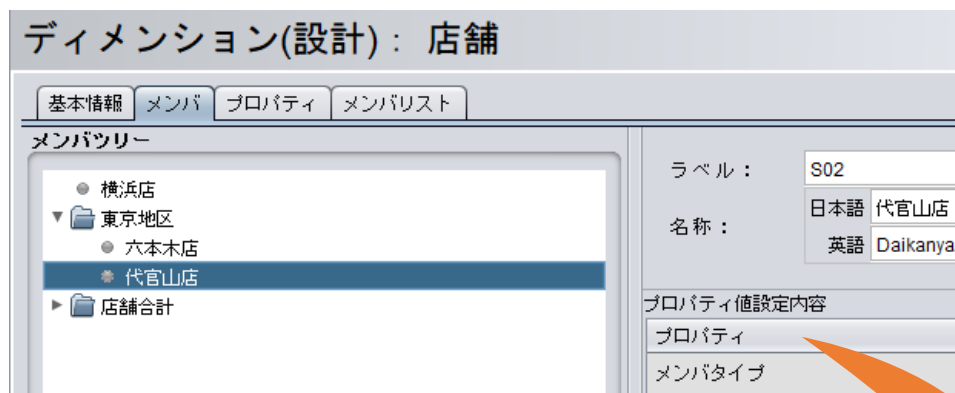 ディメンション(設計)： 店舗
基本情報 メンバ プロパティ メンバリスト
メンバツリー
横浜店
東京地区
六本木店
代官山店
店舗合計
ラベル： S02
名称： 日本語 代官山店
英語 Daikanya
プロパティ値設定内容
プロパティ
メンバタイプ